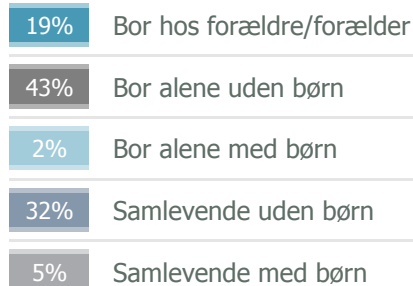 19% Bor hos forældre/forælder
43% Bor alene uden børn
2% Bor alene med børn
32% Samlevende uden børn
5% Samlevende med børn